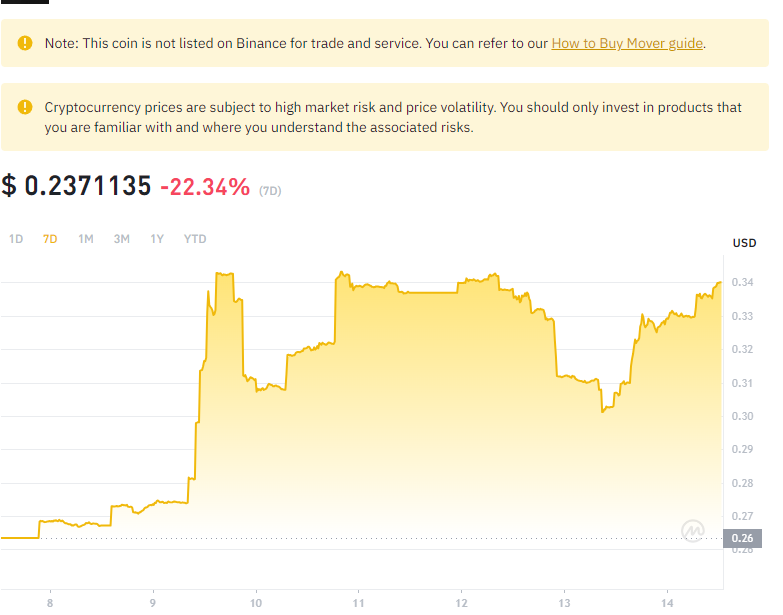 Note: This coin is not listed on Binance for trade and service. You can refer to our How to Buy Mover guide.
Cryptocurrency prices are subject to high market risk and price volatility. You should only invest in products that
you are familiar with and where you understand the associated risks.
$ 0.2371135 -22.34% (7D)
1D 7D 1M 3M 1Y YTD
USD
0.34
0.33
0.32
0.31
0.30
0.29
0.28
0.27
0.26
0.26
8 9 10 11 12 13 14